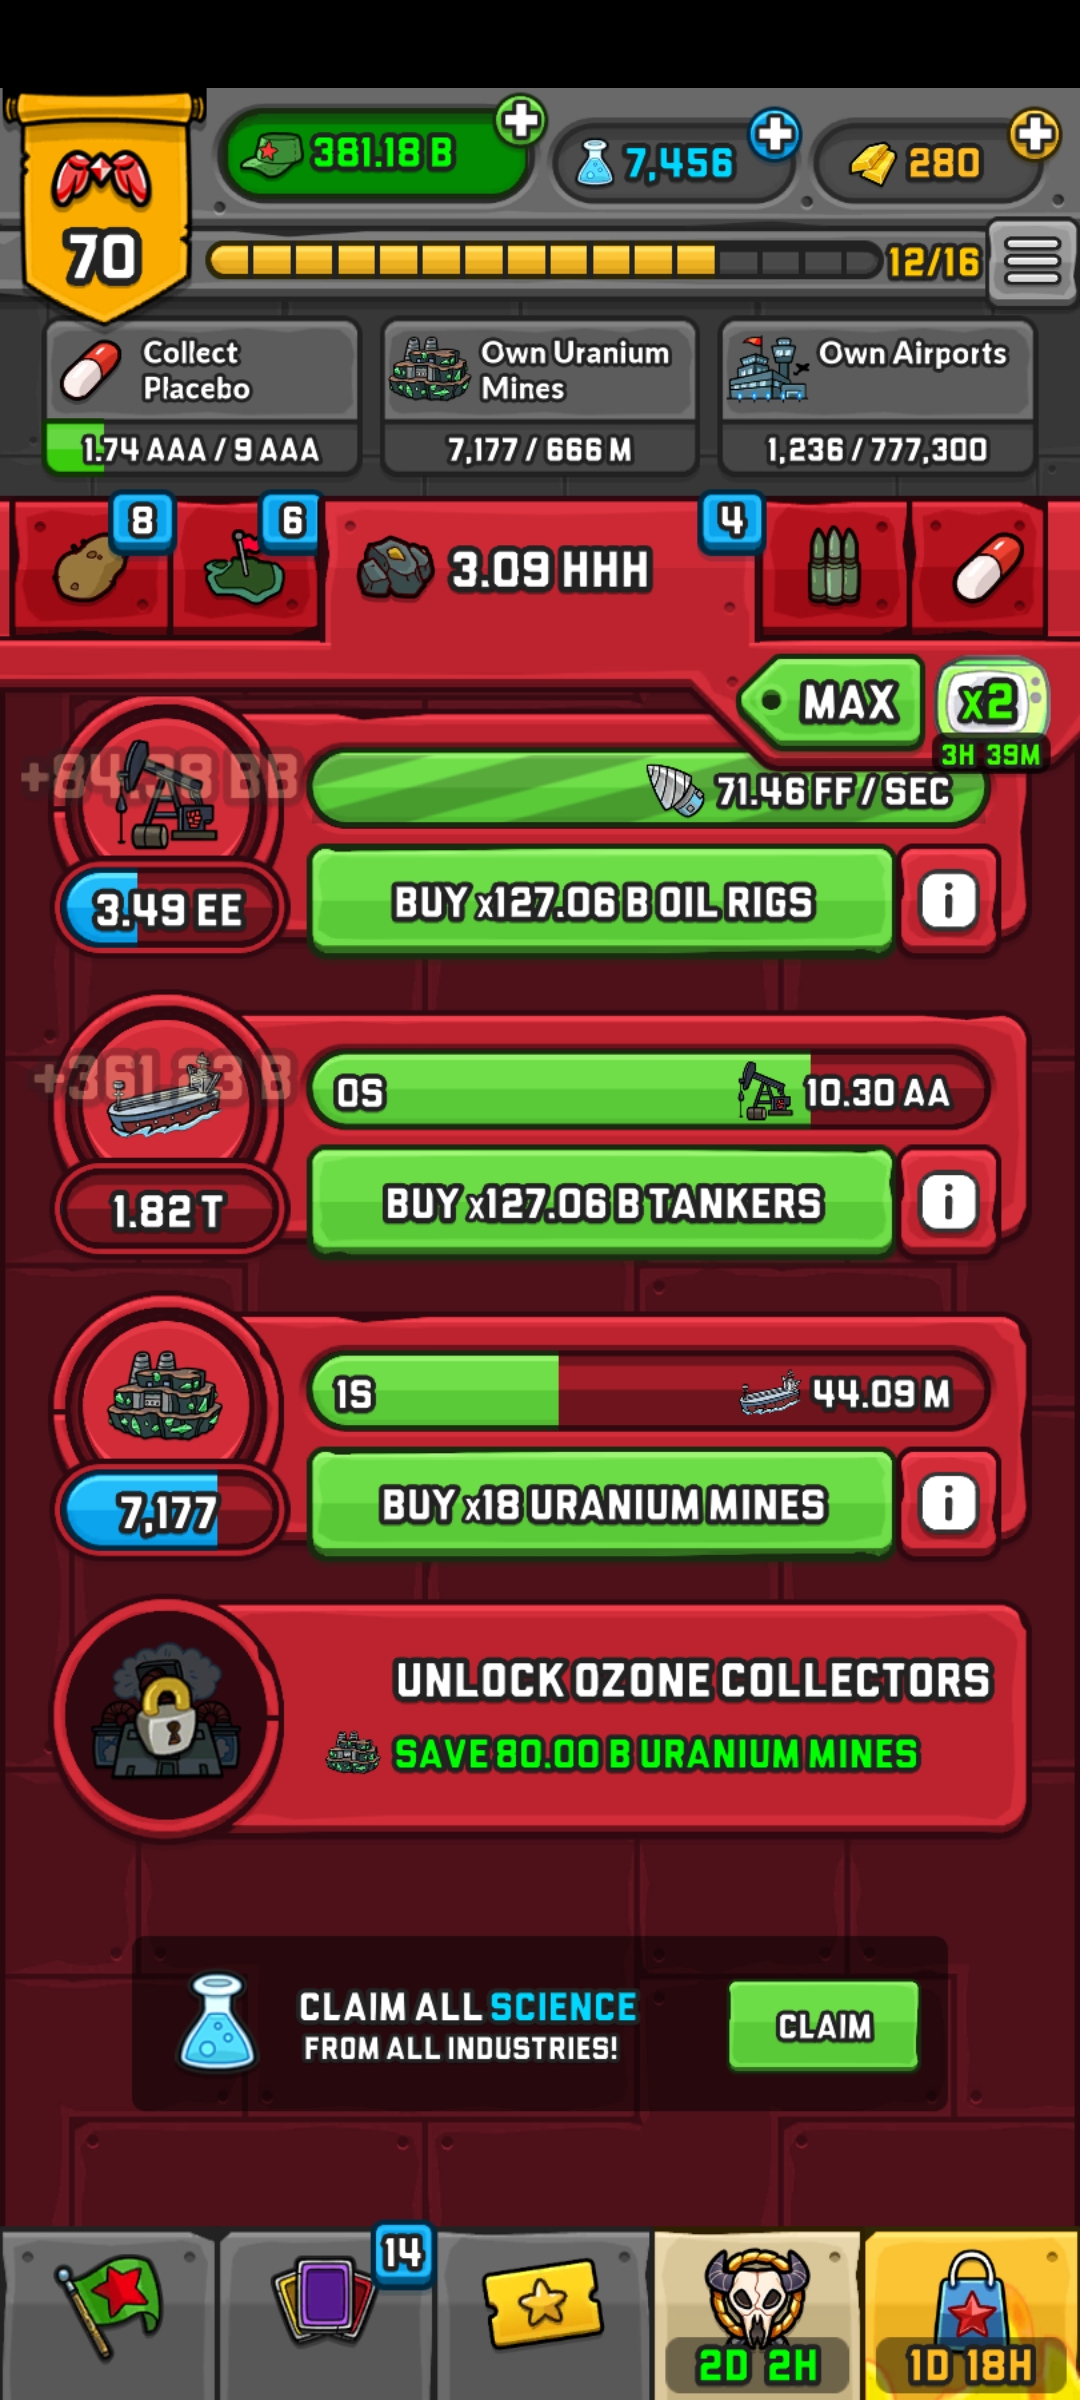 381.18 B
7,456
280
70
12/16
Collect
Placebo
1.74 AAA / 9 AAA
Own Uranium
Mines
7,177 / 666 M
Own Airports
1,236 / 777,300
8
6
3.09 HHH
4
MAX
x2
3H 39M
+84.38 BB
71.46 FF / SEC
3.49 EE
BUY x127.06 B OIL RIGS
i
0S
10.30 AA
1.82 T
BUY x127.06 B TANKERS
i
1S
44.09 M
7,177
BUY x18 URANIUM MINES
i
UNLOCK OZONE COLLECTORS
SAVE 80.00 B URANIUM MINES
CLAIM ALL SCIENCE
FROM ALL INDUSTRIES!
CLAIM
14
2D 2H
1D 18H